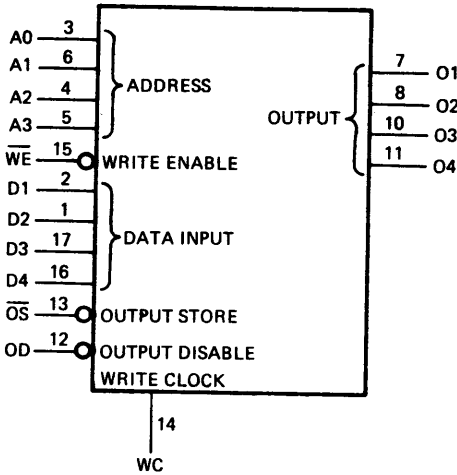 A0 3
A1 6
A2 4
A3 5
ADDRESS
W̅E̅ 15 WRITE ENABLE
D1 2
D2 1
D3 17
D4 16
DATA INPUT
O̅S̅ 13 OUTPUT STORE
OD 12 OUTPUT DISABLE
WRITE CLOCK
14
WC
OUTPUT
7 O1
8 O2
10 O3
11 O4